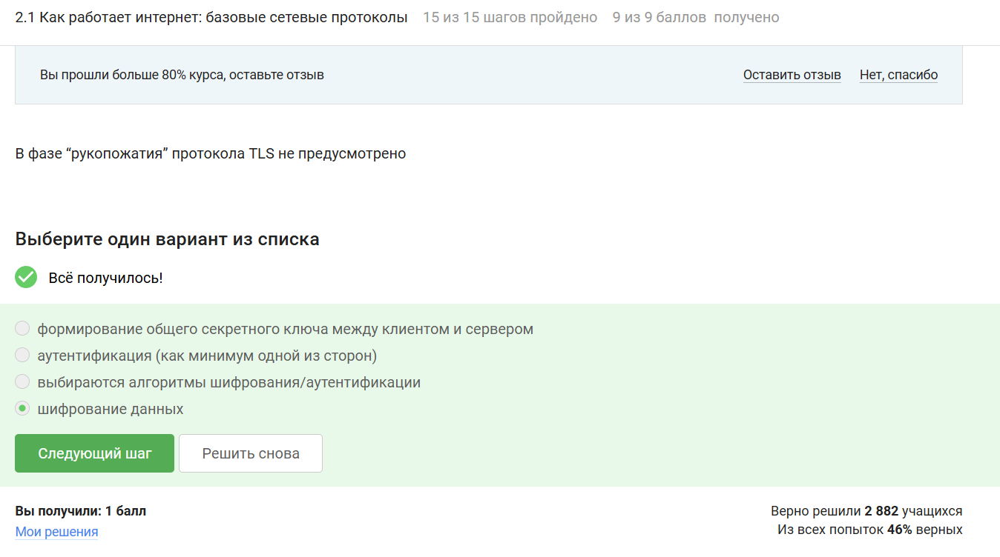 2.1 Как работает интернет: базовые сетевые протоколы 15 из 15 шагов пройдено 9 из 9 баллов получено
Вы прошли больше 80% курса, оставьте отзыв Оставить отзыв Нет, спасибо
В фазе “рукопожатия” протокола TLS не предусмотрено
Выберите один вариант из списка
Всё получилось!
формирование общего секретного ключа между клиентом и сервером
аутентификация (как минимум одной из сторон)
выбираются алгоритмы шифрования/аутентификации
шифрование данных
Следующий шаг Решить снова
Вы получили: 1 балл Верно решили 2 882 учащихся
Мои решения Из всех попыток 46% верных